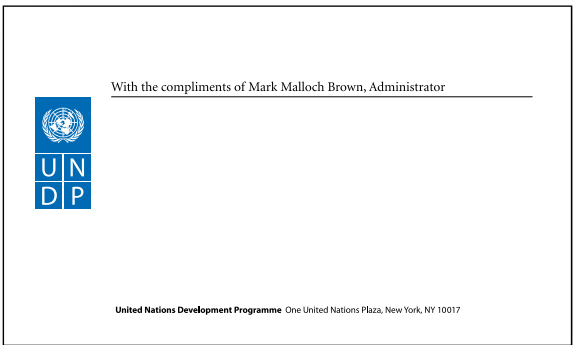 With the compliments of Mark Malloch Brown, Administrator
U N
D P
United Nations Development Programme One United Nations Plaza, New York, NY 10017